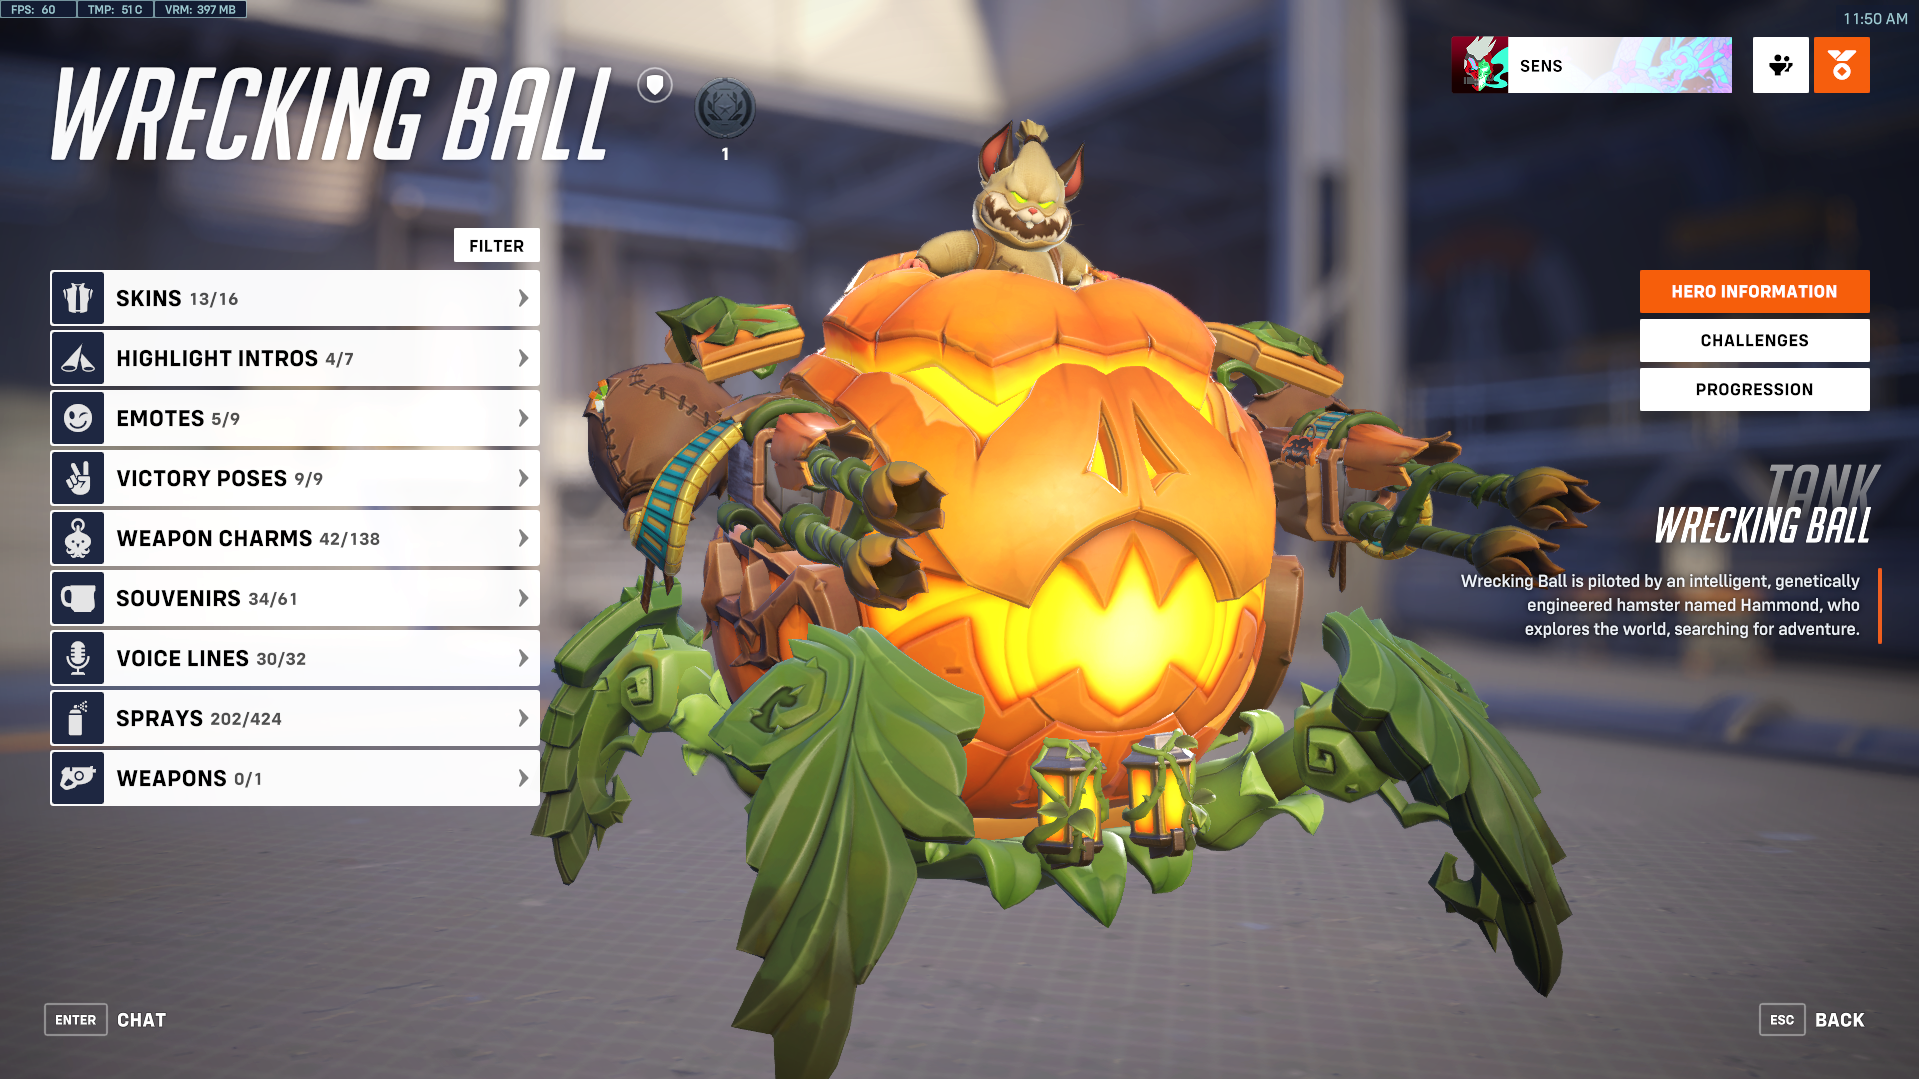 FPS: 60 TMP: 51 C VRM: 397 MB
11:50 AM
WRECKING BALL
1
SENS
FILTER
SKINS 13/16
HIGHLIGHT INTROS 4/7
EMOTES 5/9
VICTORY POSES 9/9
WEAPON CHARMS 42/138
SOUVENIRS 34/61
VOICE LINES 30/32
SPRAYS 202/424
WEAPONS 0/1
HERO INFORMATION
CHALLENGES
PROGRESSION
TANK
WRECKING BALL
Wrecking Ball is piloted by an intelligent, genetically
engineered hamster named Hammond, who
explores the world, searching for adventure.
ENTER CHAT
ESC BACK